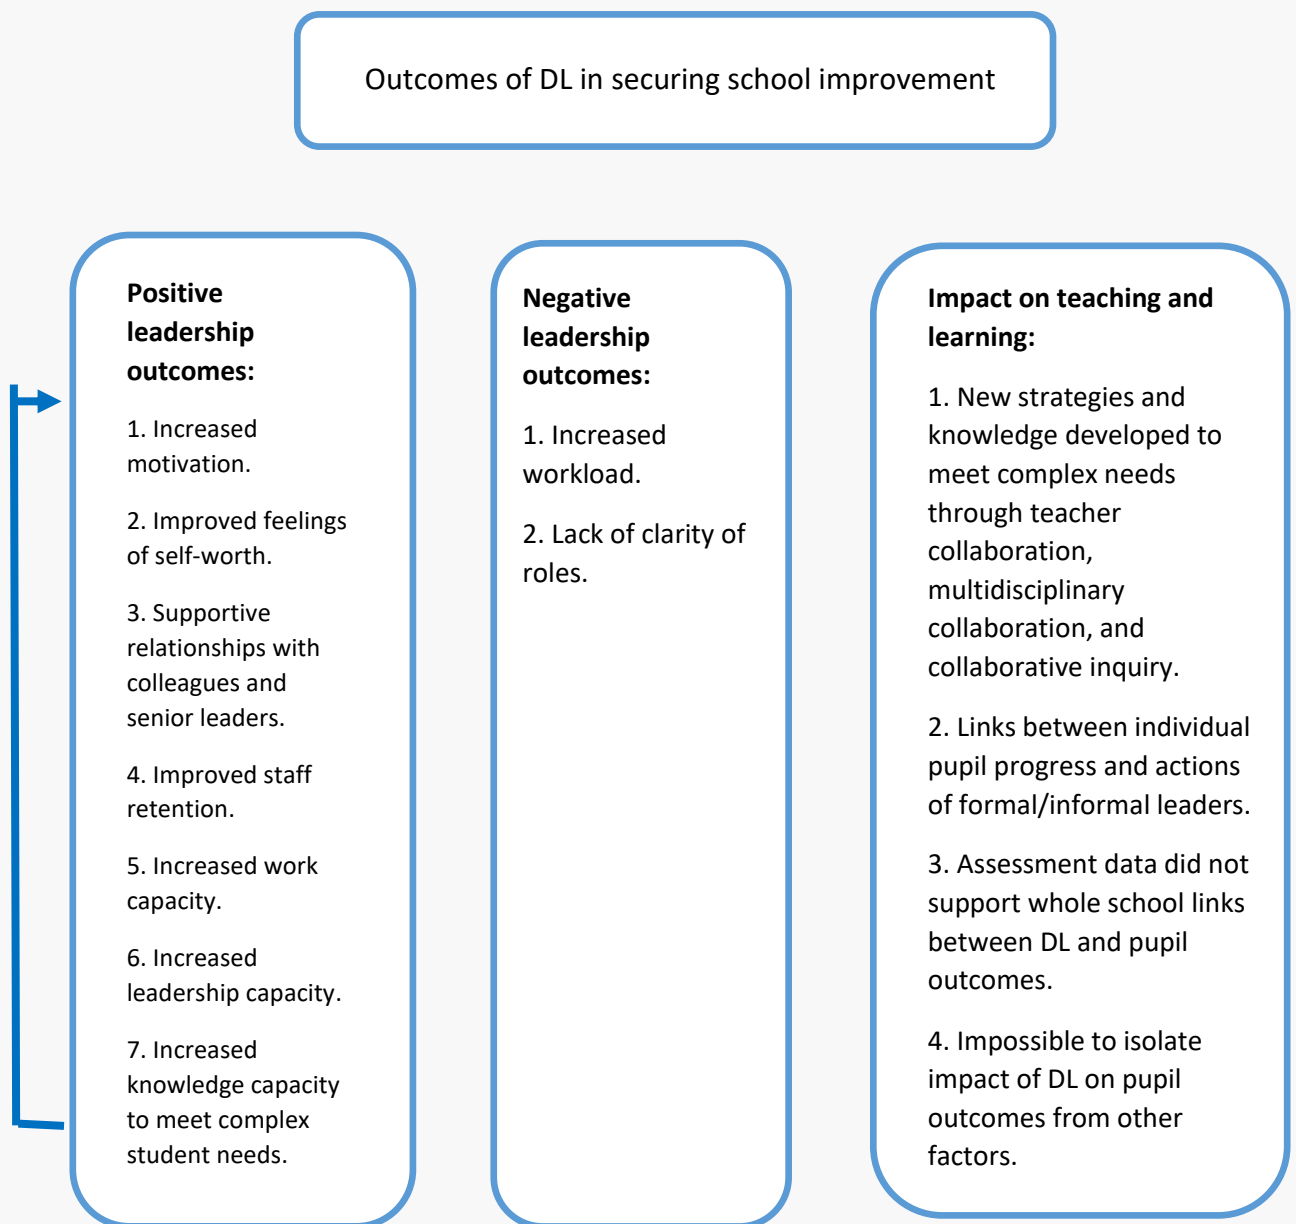 Outcomes of DL in securing school improvement
Positive
leadership
outcomes:
1. Increased
motivation.
2. Improved feelings
of self-worth.
3. Supportive
relationships with
colleagues and
senior leaders.
4. Improved staff
retention.
5. Increased work
capacity.
6. Increased
leadership capacity.
7. Increased
knowledge capacity
to meet complex
student needs.
Negative
leadership
outcomes:
1. Increased
workload.
2. Lack of clarity of
roles.
Impact on teaching and
learning:
1. New strategies and
knowledge developed to
meet complex needs
through teacher
collaboration,
multidisciplinary
collaboration, and
collaborative inquiry.
2. Links between individual
pupil progress and actions
of formal/informal leaders.
3. Assessment data did not
support whole school links
between DL and pupil
outcomes.
4. Impossible to isolate
impact of DL on pupil
outcomes from other
factors.